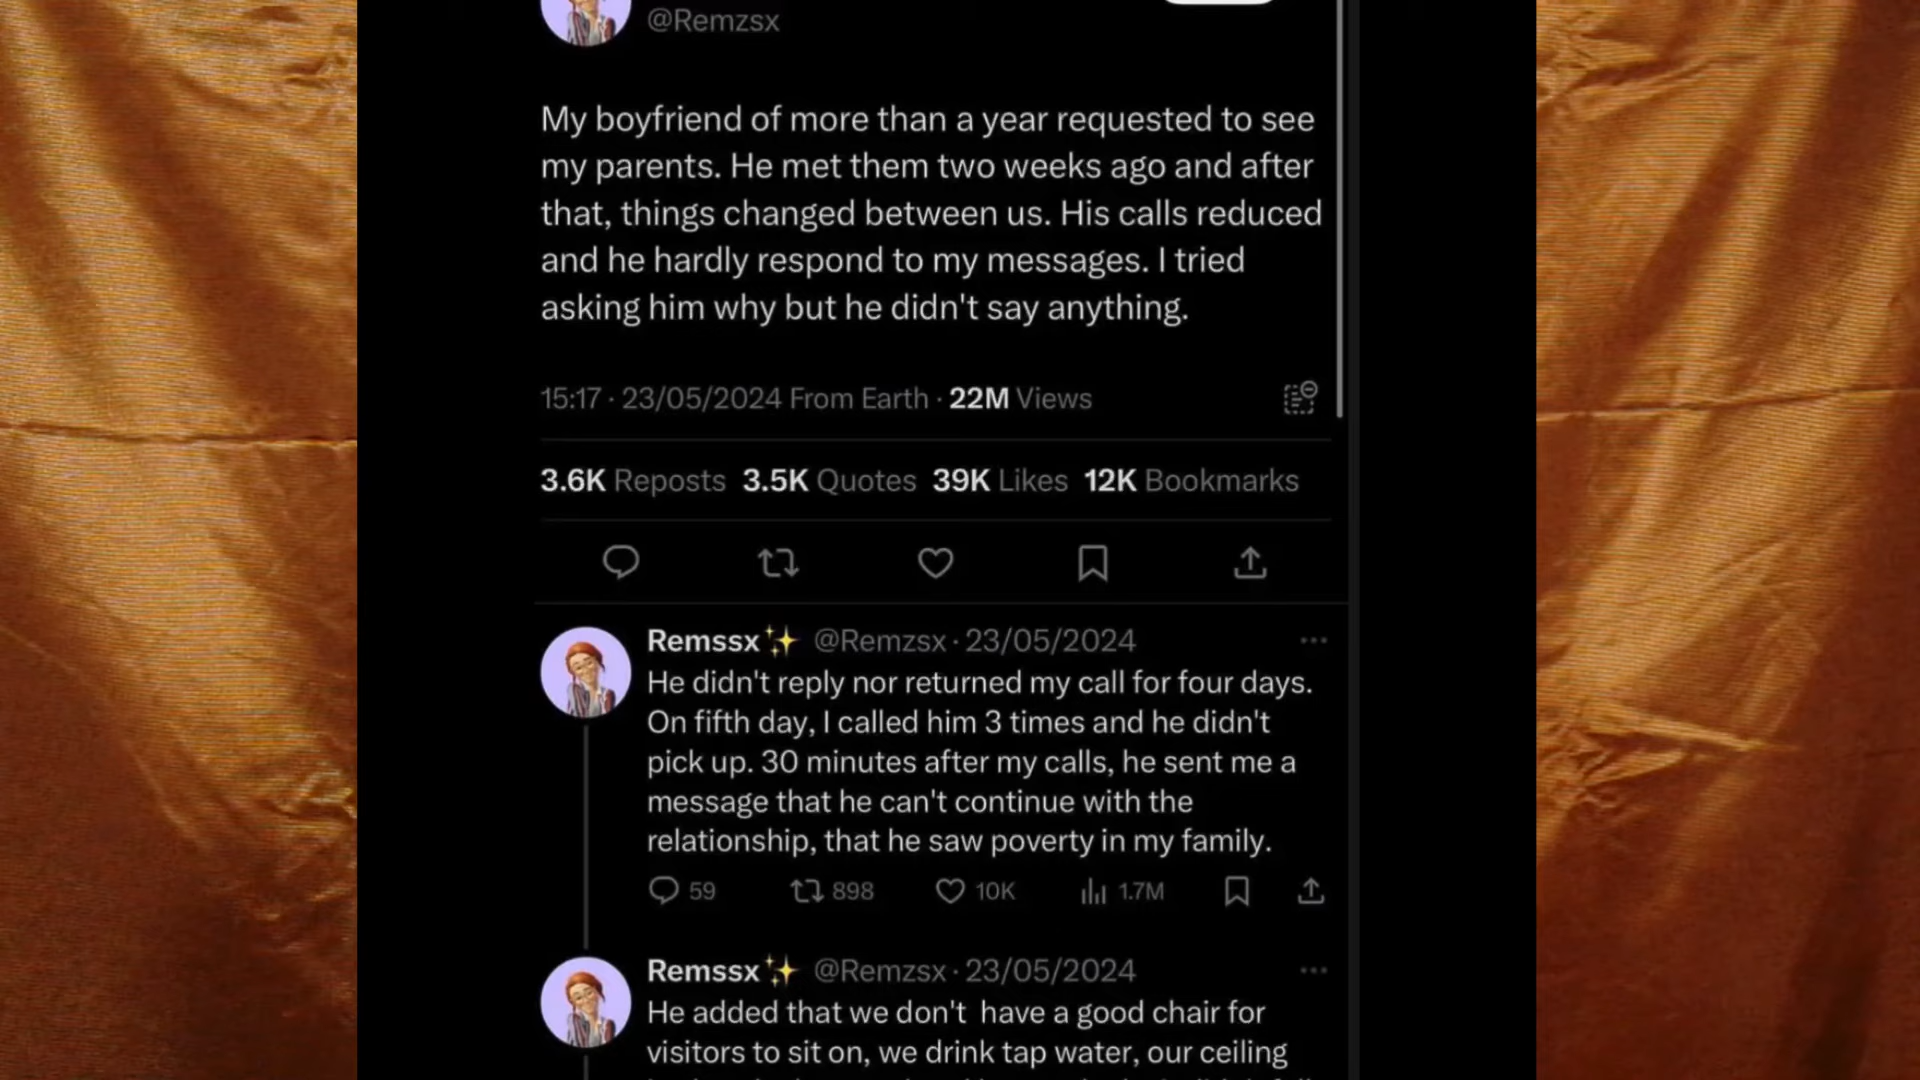 @Remzsx
My boyfriend of more than a year requested to see
my parents. He met them two weeks ago and after
that, things changed between us. His calls reduced
and he hardly respond to my messages. I tried
asking him why but he didn't say anything.
15:17 · 23/05/2024 From Earth · 22M Views
3.6K Reposts 3.5K Quotes 39K Likes 12K Bookmarks
Remssx✨ @Remzsx · 23/05/2024
He didn't reply nor returned my call for four days.
On fifth day, I called him 3 times and he didn't
pick up. 30 minutes after my calls, he sent me a
message that he can't continue with the
relationship, that he saw poverty in my family.
59 898 10K 1.7M
Remssx✨ @Remzsx · 23/05/2024
He added that we don't have a good chair for
visitors to sit on, we drink tap water, our ceiling